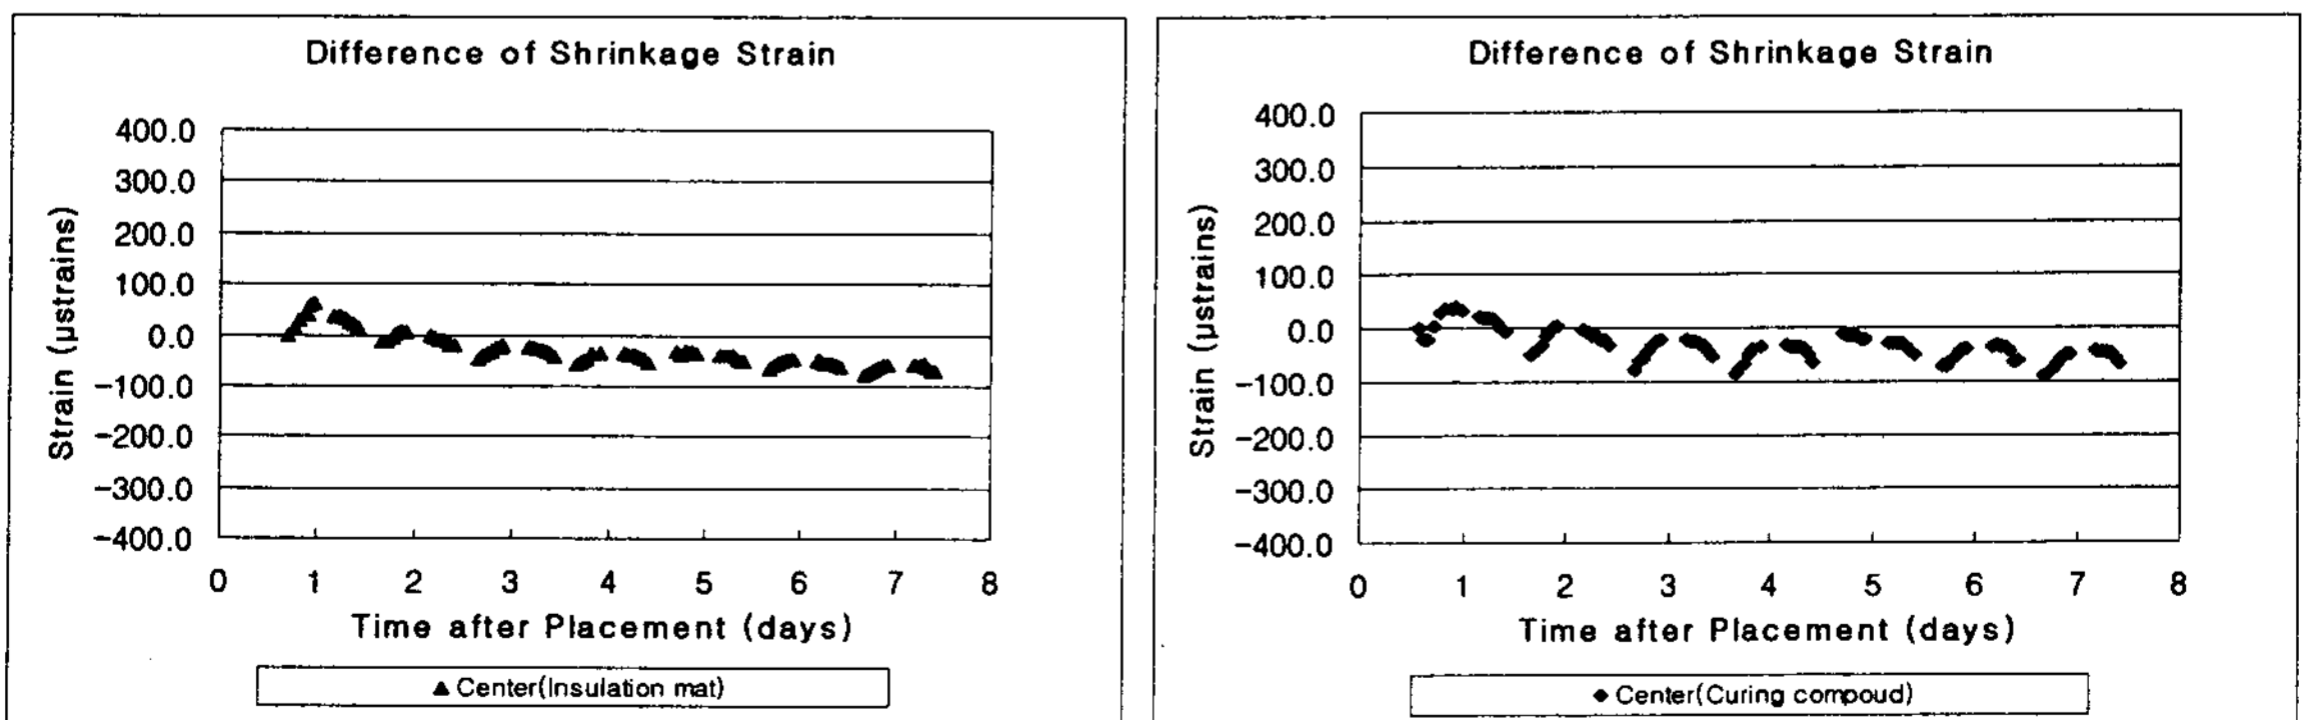 Difference of Shrinkage Strain
400.0
300.0
200.0
100.0
0.0
−100.0
−200.0
−300.0
−400.0
Strain (μstrains)
0 1 2 3 4 5 6 7 8
Time after Placement (days)
▲ Center(Insulation mat)
Difference of Shrinkage Strain
400.0
300.0
200.0
100.0
0.0
−100.0
−200.0
−300.0
−400.0
Strain (μstrains)
0 1 2 3 4 5 6 7 8
Time after Placement (days)
◆ Center(Curing compoud)